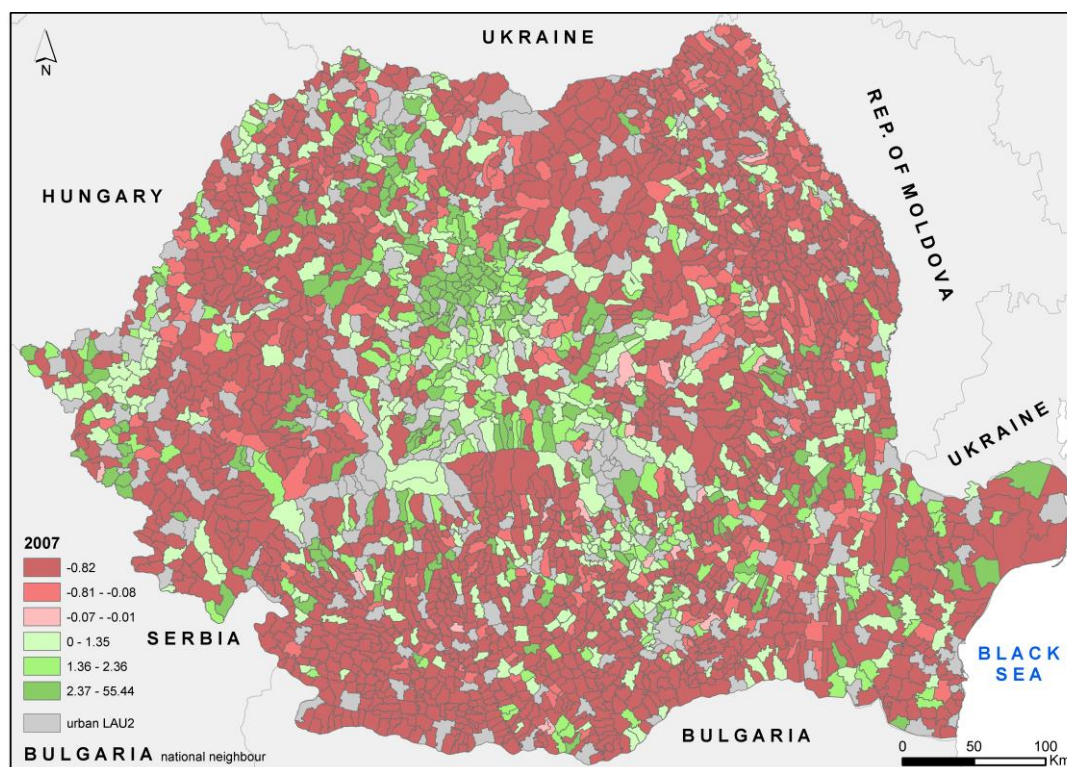 UKRAINE
N
REP. OF MOLDOVA
HUNGARY
UKRAINE
2007
-0.82
-0.81 - -0.08
-0.07 - -0.01
0 - 1.35
1.36 - 2.36
2.37 - 55.44
urban LAU2
SERBIA
BLACK
SEA
BULGARIA national neighbour
BULGARIA
0 50 100
Km